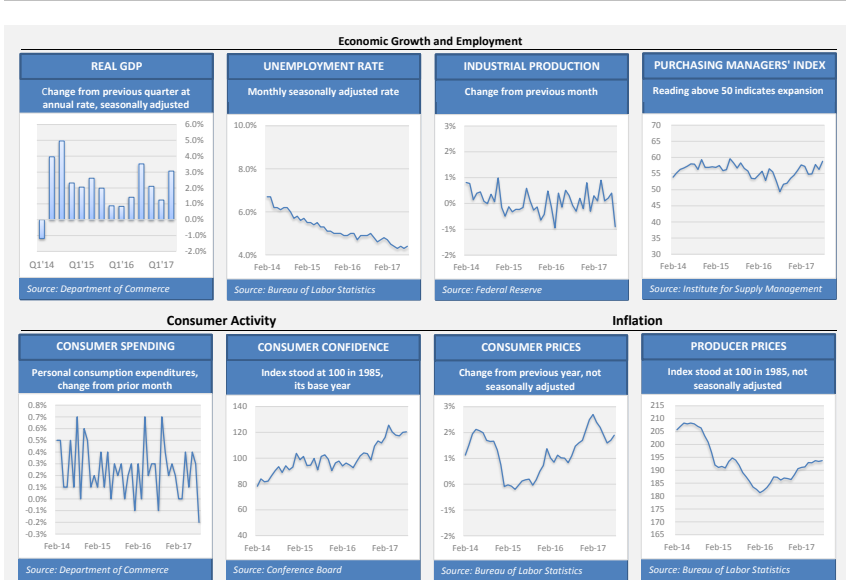 Economic Growth and Employment
REAL GDP
Change from previous quarter at
annual rate, seasonally adjusted
6.0%
5.0%
4.0%
3.0%
2.0%
1.0%
0.0%
-1.0%
-2.0%
Q1'14 Q1'15 Q1'16 Q1'17
Source: Department of Commerce
UNEMPLOYMENT RATE
Monthly seasonally adjusted rate
10.0%
8.0%
6.0%
4.0%
Feb-14 Feb-15 Feb-16 Feb-17
Source: Bureau of Labor Statistics
INDUSTRIAL PRODUCTION
Change from previous month
3%
2%
1%
0%
-1%
-2%
Feb-14 Feb-15 Feb-16 Feb-17
Source: Federal Reserve
PURCHASING MANAGERS' INDEX
Reading above 50 indicates expansion
70
65
60
55
50
45
40
35
30
Feb-14 Feb-15 Feb-16 Feb-17
Source: Institute for Supply Management
Consumer Activity
CONSUMER SPENDING
Personal consumption expenditures,
change from prior month
0.8%
0.7%
0.6%
0.5%
0.4%
0.3%
0.2%
0.1%
0.0%
-0.1%
-0.2%
-0.3%
Feb-14 Feb-15 Feb-16 Feb-17
Source: Department of Commerce
CONSUMER CONFIDENCE
Index stood at 100 in 1985,
its base year
140
120
100
80
60
40
Feb-14 Feb-15 Feb-16 Feb-17
Source: Conference Board
Inflation
CONSUMER PRICES
Change from previous year, not
seasonally adjusted
3%
2%
1%
0%
-1%
-2%
Feb-14 Feb-15 Feb-16 Feb-17
Source: Bureau of Labor Statistics
PRODUCER PRICES
Index stood at 100 in 1985, not
seasonally adjusted
215
210
205
200
195
190
185
180
175
170
165
Feb-14 Feb-15 Feb-16 Feb-17
Source: Bureau of Labor Statistics